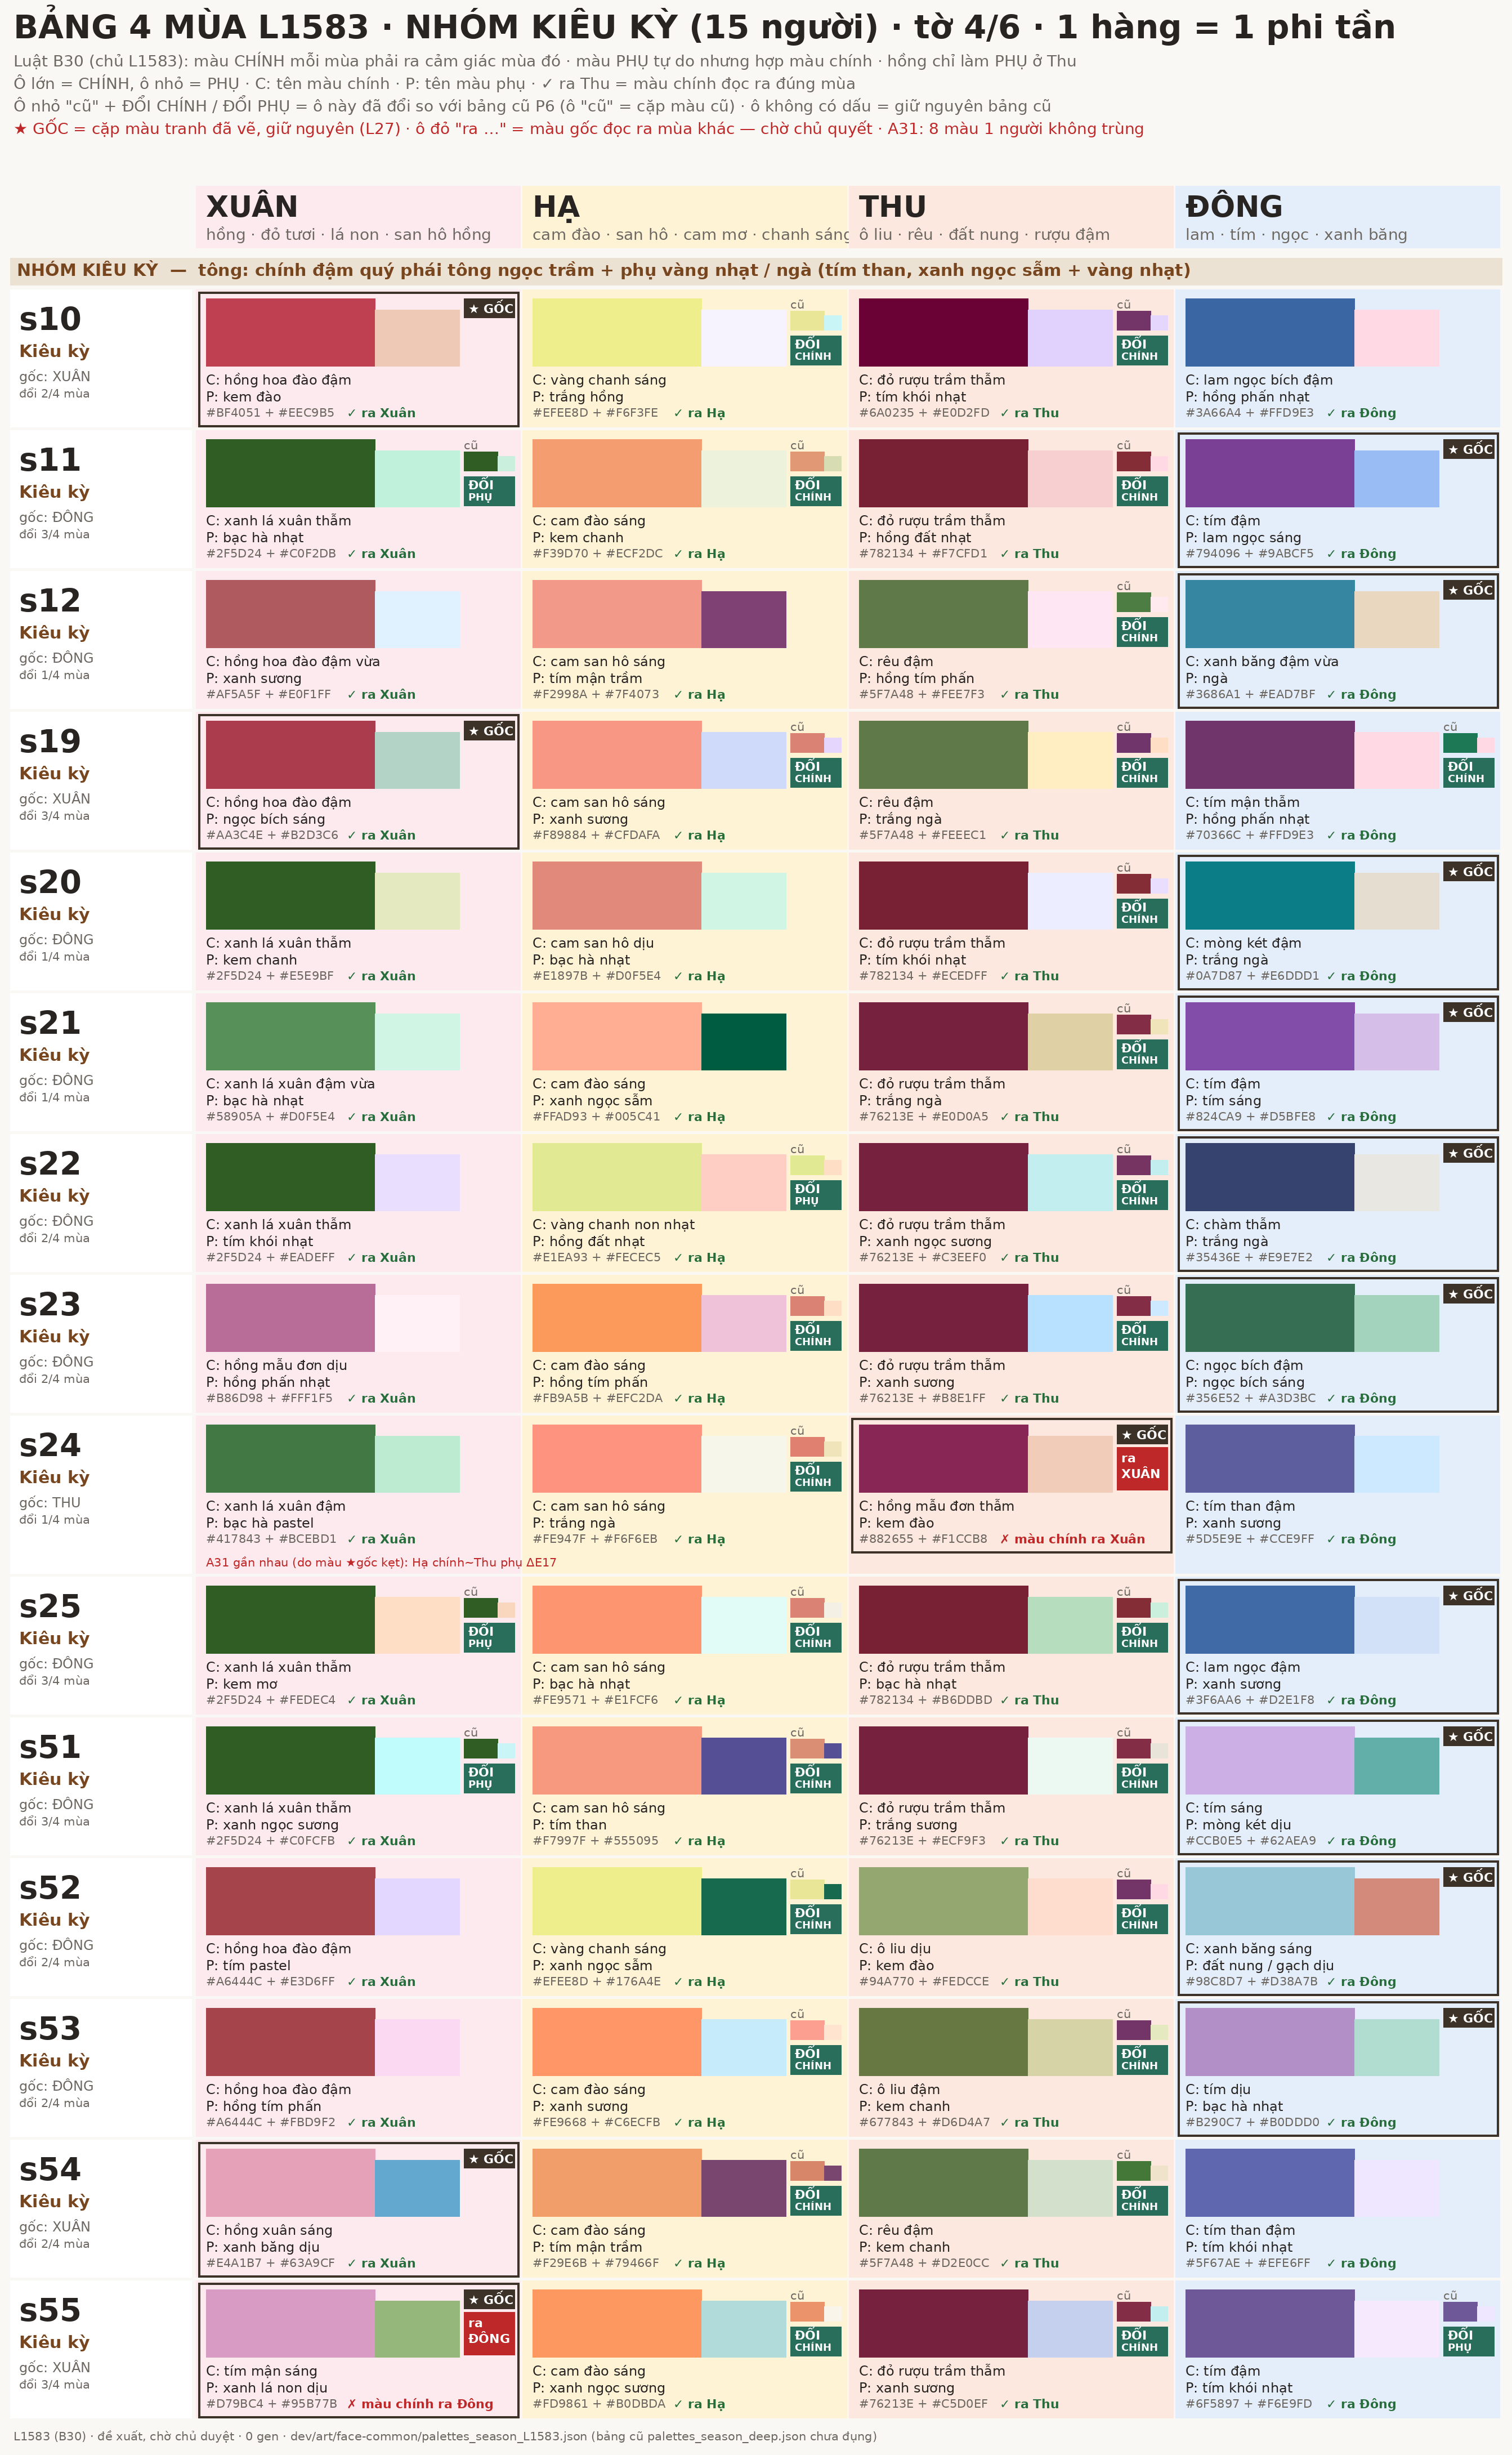 BẢNG 4 MÙA L1583 · NHÓM KIÊU KỲ (15 người) · tờ 4/6 · 1 hàng = 1 phi tần
Luật B30 (chủ L1583): màu CHÍNH mỗi mùa phải ra cảm giác mùa đó · màu PHỤ tự do nhưng hợp màu chính · hồng chỉ làm PHỤ ở Thu
Ô lớn = CHÍNH, ô nhỏ = PHỤ · C: tên màu chính · P: tên màu phụ · ✓ ra Thu = màu chính đọc ra đúng mùa
Ô nhỏ "cũ" + ĐỔI CHÍNH / ĐỔI PHỤ = ô này đã đổi so với bảng cũ P6 (ô "cũ" = cặp màu cũ) · ô không có dấu = giữ nguyên bảng cũ
★ GỐC = cặp màu tranh đã vẽ, giữ nguyên (L27) · ô đỏ "ra ..." = màu gốc đọc ra mùa khác — chờ chủ quyết · A31: 8 màu 1 người không trùng
XUÂN HẠ THU ĐÔNG
hồng · đỏ tươi · lá non · san hô hồng cam đào · san hô · cam mơ · chanh sáng ô liu · rêu · đất nung · rượu đậm lam · tím · ngọc · xanh băng
NHÓM KIÊU KỲ — tông: chính đậm quý phái tông ngọc trầm + phụ vàng nhạt / ngà (tím than, xanh ngọc sẫm + vàng nhạt)
s10
Kiêu kỳ
gốc: XUÂN
đổi 2/4 mùa
★ GỐC
C: hồng hoa đào đậm
P: kem đào
#BF4051 + #EEC9B5 ✓ ra Xuân
cũ
ĐỔI
CHÍNH
C: vàng chanh sáng
P: trắng hồng
#EFEE8D + #F6F3FE ✓ ra Hạ
cũ
ĐỔI
CHÍNH
C: đỏ rượu trầm thẫm
P: tím khói nhạt
#6A0235 + #E0D2FD ✓ ra Thu
C: lam ngọc bích đậm
P: hồng phấn nhạt
#3A66A4 + #FFD9E3 ✓ ra Đông
s11
Kiêu kỳ
gốc: ĐÔNG
đổi 3/4 mùa
cũ
ĐỔI
PHỤ
C: xanh lá xuân thẫm
P: bạc hà nhạt
#2F5D24 + #C0F2DB ✓ ra Xuân
cũ
ĐỔI
CHÍNH
C: cam đào sáng
P: kem chanh
#F39D70 + #ECF2DC ✓ ra Hạ
cũ
ĐỔI
CHÍNH
C: đỏ rượu trầm thẫm
P: hồng đất nhạt
#782134 + #F7CFD1 ✓ ra Thu
★ GỐC
C: tím đậm
P: lam ngọc sáng
#794096 + #9ABCF5 ✓ ra Đông
s12
Kiêu kỳ
gốc: ĐÔNG
đổi 1/4 mùa
C: hồng hoa đào đậm vừa
P: xanh sương
#AF5A5F + #E0F1FF ✓ ra Xuân
C: cam san hô sáng
P: tím mận trầm
#F2998A + #7F4073 ✓ ra Hạ
cũ
ĐỔI
CHÍNH
C: rêu đậm
P: hồng tím phấn
#5F7A48 + #FEE7F3 ✓ ra Thu
★ GỐC
C: xanh băng đậm vừa
P: ngà
#3686A1 + #EAD7BF ✓ ra Đông
s19
Kiêu kỳ
gốc: XUÂN
đổi 3/4 mùa
★ GỐC
C: hồng hoa đào đậm
P: ngọc bích sáng
#AA3C4E + #B2D3C6 ✓ ra Xuân
cũ
ĐỔI
CHÍNH
C: cam san hô sáng
P: xanh sương
#F89884 + #CFDAFA ✓ ra Hạ
cũ
ĐỔI
CHÍNH
C: rêu đậm
P: trắng ngà
#5F7A48 + #FEEEC1 ✓ ra Thu
cũ
ĐỔI
CHÍNH
C: tím mận thẫm
P: hồng phấn nhạt
#70366C + #FFD9E3 ✓ ra Đông
s20
Kiêu kỳ
gốc: ĐÔNG
đổi 1/4 mùa
C: xanh lá xuân thẫm
P: kem chanh
#2F5D24 + #E5E9BF ✓ ra Xuân
C: cam san hô dịu
P: bạc hà nhạt
#E1897B + #D0F5E4 ✓ ra Hạ
cũ
ĐỔI
CHÍNH
C: đỏ rượu trầm thẫm
P: tím khói nhạt
#782134 + #ECEDFF ✓ ra Thu
★ GỐC
C: mòng két đậm
P: trắng ngà
#0A7D87 + #E6DDD1 ✓ ra Đông
s21
Kiêu kỳ
gốc: ĐÔNG
đổi 1/4 mùa
C: xanh lá xuân đậm vừa
P: bạc hà nhạt
#58905A + #D0F5E4 ✓ ra Xuân
C: cam đào sáng
P: xanh ngọc sẫm
#FFAD93 + #005C41 ✓ ra Hạ
cũ
ĐỔI
CHÍNH
C: đỏ rượu trầm thẫm
P: trắng ngà
#76213E + #E0D0A5 ✓ ra Thu
★ GỐC
C: tím đậm
P: tím sáng
#824CA9 + #D5BFE8 ✓ ra Đông
s22
Kiêu kỳ
gốc: ĐÔNG
đổi 2/4 mùa
C: xanh lá xuân thẫm
P: tím khói nhạt
#2F5D24 + #EADEFF ✓ ra Xuân
cũ
ĐỔI
PHỤ
C: vàng chanh non nhạt
P: hồng đất nhạt
#E1EA93 + #FECEC5 ✓ ra Hạ
cũ
ĐỔI
CHÍNH
C: đỏ rượu trầm thẫm
P: xanh ngọc sương
#76213E + #C3EEF0 ✓ ra Thu
★ GỐC
C: chàm thẫm
P: trắng ngà
#35436E + #E9E7E2 ✓ ra Đông
s23
Kiêu kỳ
gốc: ĐÔNG
đổi 2/4 mùa
C: hồng mẫu đơn dịu
P: hồng phấn nhạt
#B86D98 + #FFF1F5 ✓ ra Xuân
cũ
ĐỔI
CHÍNH
C: cam đào sáng
P: hồng tím phấn
#FB9A5B + #EFC2DA ✓ ra Hạ
cũ
ĐỔI
CHÍNH
C: đỏ rượu trầm thẫm
P: xanh sương
#76213E + #B8E1FF ✓ ra Thu
★ GỐC
C: ngọc bích đậm
P: ngọc bích sáng
#356E52 + #A3D3BC ✓ ra Đông
s24
Kiêu kỳ
gốc: THU
đổi 1/4 mùa
C: xanh lá xuân đậm
P: bạc hà pastel
#417843 + #BCEBD1 ✓ ra Xuân
A31 gần nhau (do màu ★gốc kẹt): Hạ chính~Thu phụ ΔE17
cũ
ĐỔI
CHÍNH
C: cam san hô sáng
P: trắng ngà
#FE947F + #F6F6EB ✓ ra Hạ
★ GỐC
ra
XUÂN
C: hồng mẫu đơn thẫm
P: kem đào
#882655 + #F1CCB8 ✗ màu chính ra Xuân
C: tím than đậm
P: xanh sương
#5D5E9E + #CCE9FF ✓ ra Đông
s25
Kiêu kỳ
gốc: ĐÔNG
đổi 3/4 mùa
cũ
ĐỔI
PHỤ
C: xanh lá xuân thẫm
P: kem mơ
#2F5D24 + #FEDEC4 ✓ ra Xuân
cũ
ĐỔI
CHÍNH
C: cam san hô sáng
P: bạc hà nhạt
#FE9571 + #E1FCF6 ✓ ra Hạ
cũ
ĐỔI
CHÍNH
C: đỏ rượu trầm thẫm
P: bạc hà nhạt
#782134 + #B6DDBD ✓ ra Thu
★ GỐC
C: lam ngọc đậm
P: xanh sương
#3F6AA6 + #D2E1F8 ✓ ra Đông
s51
Kiêu kỳ
gốc: ĐÔNG
đổi 3/4 mùa
cũ
ĐỔI
PHỤ
C: xanh lá xuân thẫm
P: xanh ngọc sương
#2F5D24 + #C0FCFB ✓ ra Xuân
cũ
ĐỔI
CHÍNH
C: cam san hô sáng
P: tím than
#F7997F + #555095 ✓ ra Hạ
cũ
ĐỔI
CHÍNH
C: đỏ rượu trầm thẫm
P: trắng sương
#76213E + #ECF9F3 ✓ ra Thu
★ GỐC
C: tím sáng
P: mòng két dịu
#CCB0E5 + #62AEA9 ✓ ra Đông
s52
Kiêu kỳ
gốc: ĐÔNG
đổi 2/4 mùa
C: hồng hoa đào đậm
P: tím pastel
#A6444C + #E3D6FF ✓ ra Xuân
cũ
ĐỔI
CHÍNH
C: vàng chanh sáng
P: xanh ngọc sẫm
#EFEE8D + #176A4E ✓ ra Hạ
cũ
ĐỔI
CHÍNH
C: ô liu dịu
P: kem đào
#94A770 + #FEDCCE ✓ ra Thu
★ GỐC
C: xanh băng sáng
P: đất nung / gạch dịu
#98C8D7 + #D38A7B ✓ ra Đông
s53
Kiêu kỳ
gốc: ĐÔNG
đổi 2/4 mùa
C: hồng hoa đào đậm
P: hồng tím phấn
#A6444C + #FBD9F2 ✓ ra Xuân
cũ
ĐỔI
CHÍNH
C: cam đào sáng
P: xanh sương
#FE9668 + #C6ECFB ✓ ra Hạ
cũ
ĐỔI
CHÍNH
C: ô liu đậm
P: kem chanh
#677843 + #D6D4A7 ✓ ra Thu
★ GỐC
C: tím dịu
P: bạc hà nhạt
#B290C7 + #B0DDD0 ✓ ra Đông
s54
Kiêu kỳ
gốc: XUÂN
đổi 2/4 mùa
★ GỐC
C: hồng xuân sáng
P: xanh băng dịu
#E4A1B7 + #63A9CF ✓ ra Xuân
cũ
ĐỔI
CHÍNH
C: cam đào sáng
P: tím mận trầm
#F29E6B + #79466F ✓ ra Hạ
cũ
ĐỔI
CHÍNH
C: rêu đậm
P: kem chanh
#5F7A48 + #D2E0CC ✓ ra Thu
C: tím than đậm
P: tím khói nhạt
#5F67AE + #EFE6FF ✓ ra Đông
s55
Kiêu kỳ
gốc: XUÂN
đổi 3/4 mùa
★ GỐC
ra
ĐÔNG
C: tím mận sáng
P: xanh lá non dịu
#D79BC4 + #95B77B ✗ màu chính ra Đông
cũ
ĐỔI
CHÍNH
C: cam đào sáng
P: xanh ngọc sương
#FD9861 + #B0DBDA ✓ ra Hạ
cũ
ĐỔI
CHÍNH
C: đỏ rượu trầm thẫm
P: xanh sương
#76213E + #C5D0EF ✓ ra Thu
cũ
ĐỔI
PHỤ
C: tím đậm
P: tím khói nhạt
#6F5897 + #F6E9FD ✓ ra Đông
L1583 (B30) · đề xuất, chờ chủ duyệt · 0 gen · dev/art/face-common/palettes_season_L1583.json (bảng cũ palettes_season_deep.json chưa đụng)